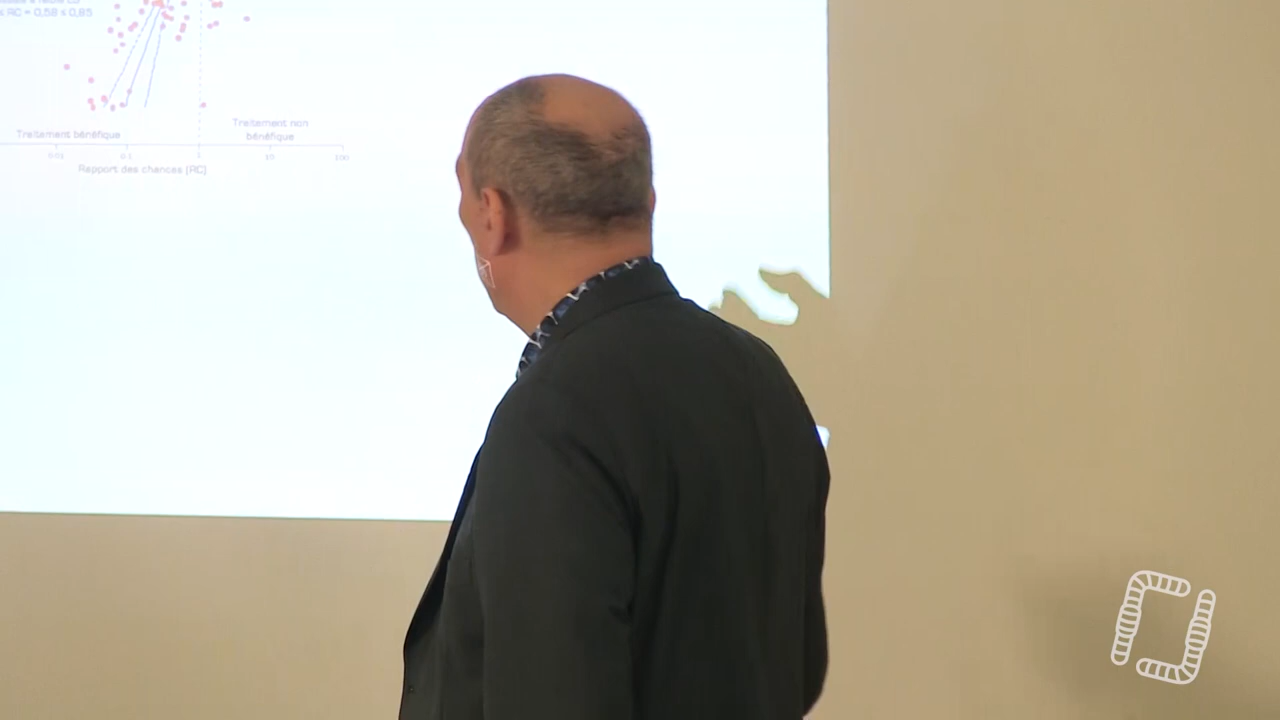 ≤ RC = 0,58 ≤ 0,85
Traitement bénéfique
Traitement non
bénéfique
0.01 0.1 1 10 100
Rapport des chances (RC)